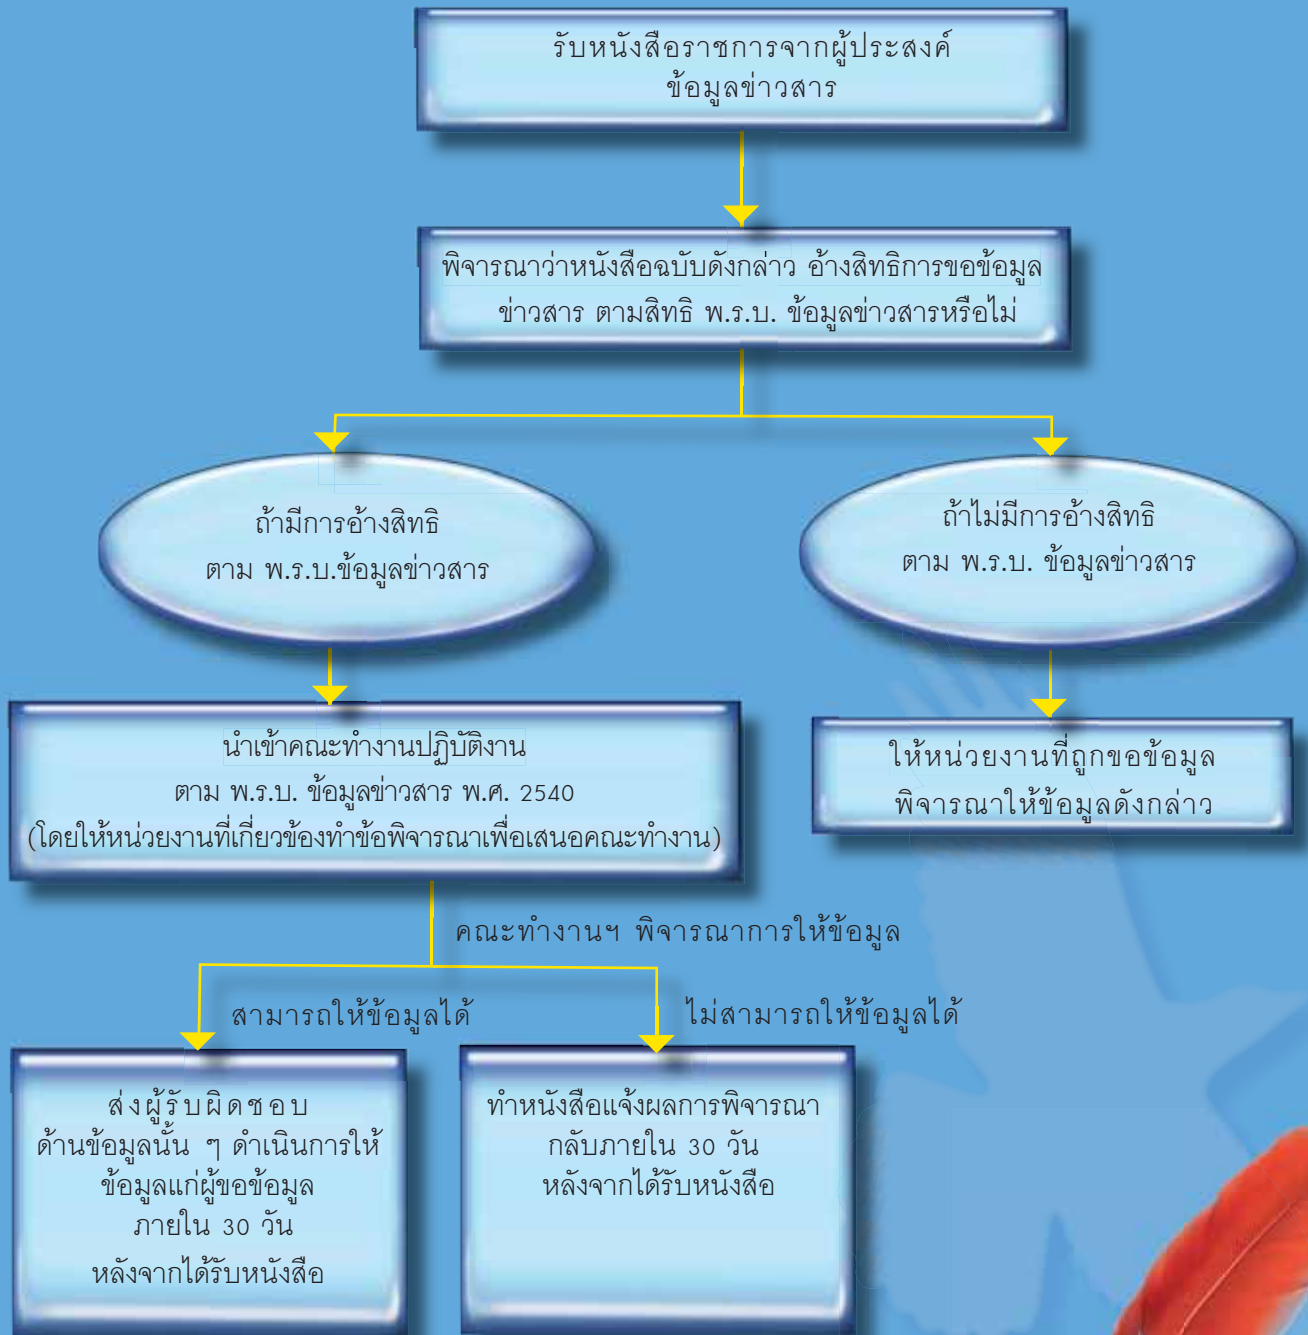 รับหนังสือราชการจากผู้ประสงค์
ข้อมูลข่าวสาร
พิจารณาว่าหนังสือฉบับดังกล่าว อ้างสิทธิการขอข้อมูล
ข่าวสาร ตามสิทธิ พ.ร.บ. ข้อมูลข่าวสารหรือไม่
ถ้ามีการอ้างสิทธิ
ตาม พ.ร.บ.ข้อมูลข่าวสาร
ถ้าไม่มีการอ้างสิทธิ
ตาม พ.ร.บ. ข้อมูลข่าวสาร
นำเข้าคณะทำงานปฏิบัติงาน
ตาม พ.ร.บ. ข้อมูลข่าวสาร พ.ศ. 2540
(โดยให้หน่วยงานที่เกี่ยวข้องทำข้อพิจารณาเพื่อเสนอคณะทำงาน)
ให้หน่วยงานที่ถูกขอข้อมูล
พิจารณาให้ข้อมูลดังกล่าว
คณะทำงานฯ พิจารณาการให้ข้อมูล
สามารถให้ข้อมูลได้
ไม่สามารถให้ข้อมูลได้
ส่งผู้รับผิดชอบ
ด้านข้อมูลนั้น ๆ ดำเนินการให้
ข้อมูลแก่ผู้ขอข้อมูล
ภายใน 30 วัน
หลังจากได้รับหนังสือ
ทำหนังสือแจ้งผลการพิจารณา
กลับภายใน 30 วัน
หลังจากได้รับหนังสือ